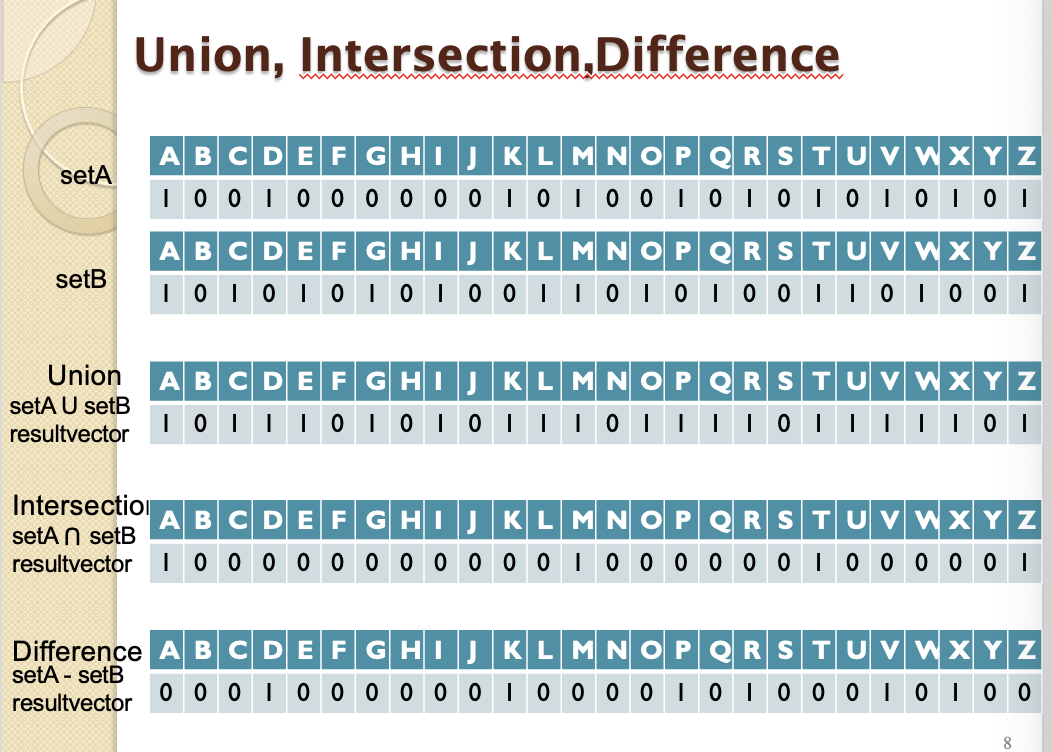 Union, Intersection,Difference
setA
A B C D E F G H I J K L M N O P Q R S T U V W X Y Z
1 0 0 1 0 0 0 0 0 0 1 0 1 0 0 1 0 1 0 1 0 1 0 1 0 1
setB
A B C D E F G H I J K L M N O P Q R S T U V W X Y Z
1 0 1 0 1 0 1 0 1 0 0 1 1 0 1 0 1 0 0 1 1 0 1 0 0 1
Union
setA U setB
resultvector
A B C D E F G H I J K L M N O P Q R S T U V W X Y Z
1 0 1 1 1 0 1 0 1 0 1 1 1 0 1 1 1 1 0 1 1 1 1 1 0 1
Intersectio
setA ∩ setB
resultvector
A B C D E F G H I J K L M N O P Q R S T U V W X Y Z
1 0 0 0 0 0 0 0 0 0 0 0 1 0 0 0 0 0 0 1 0 0 0 0 0 1
Difference
setA - setB
resultvector
A B C D E F G H I J K L M N O P Q R S T U V W X Y Z
0 0 0 1 0 0 0 0 0 0 1 0 0 0 0 1 0 1 0 0 0 1 0 1 0 0
8